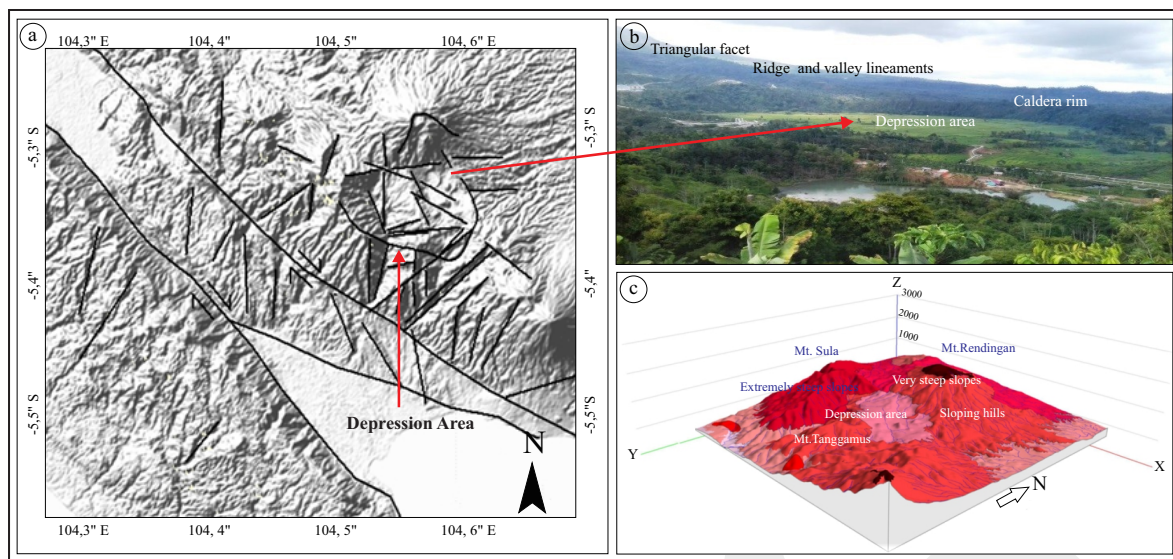 a
104,3" E
104, 4"
104, 5"
104, 6" E
-5,3" S
-5,4"
-5,5" S
-5,3" S
-5,4"
-5,5" S
Depression Area
N
104,3" E
104, 4"
104, 5"
104, 6" E
b
Triangular facet
Ridge and valley lineaments
Caldera rim
Depression area
c
Z
3000
2000
1000
X
Mt. Sula
Mt.Rendingan
Very steep slopes
Extremely steep slopes
Depression area
Sloping hills
Mt.Tanggamus
Y
N